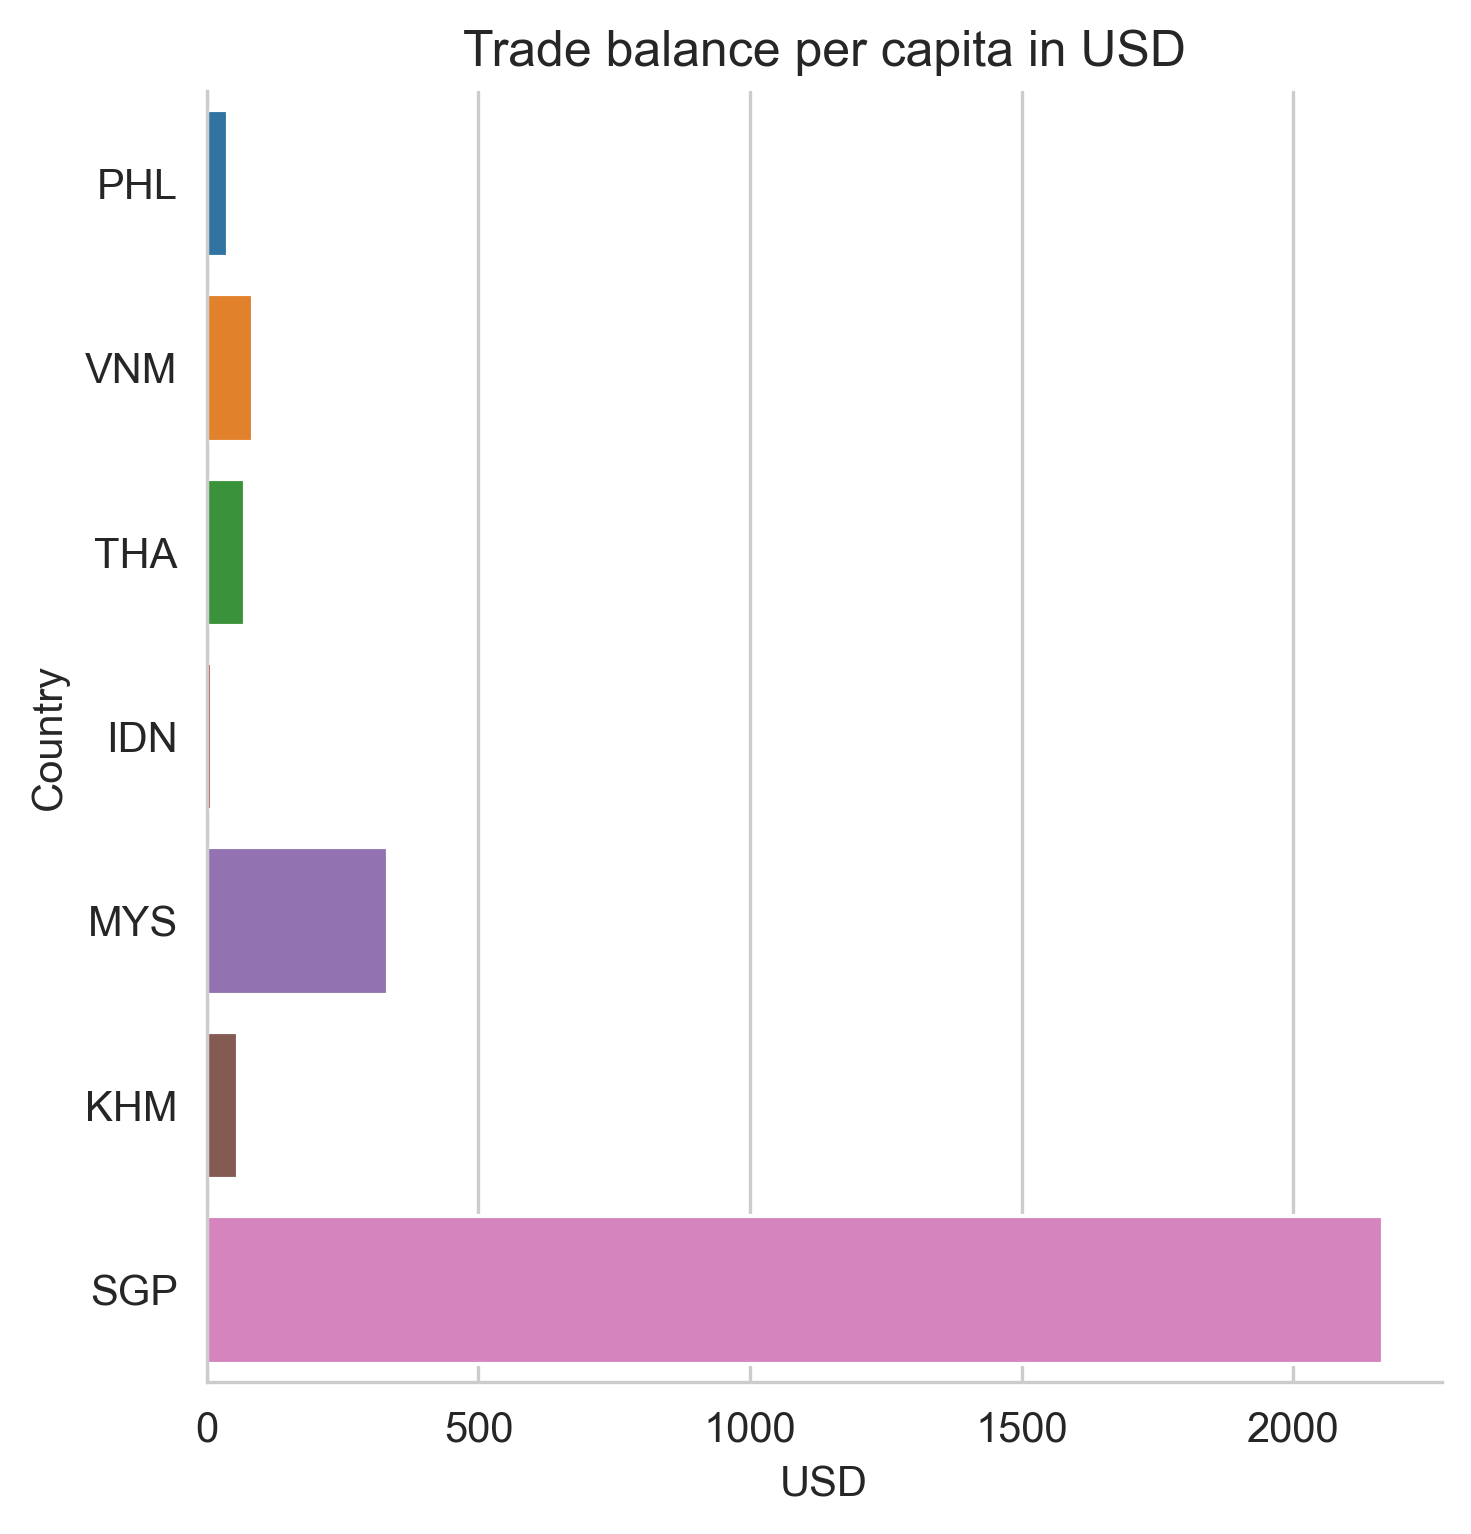 Trade balance per capita in USD
PHL
VNM
THA
IDN
MYS
KHM
SGP
Country
0 500 1000 1500 2000
USD